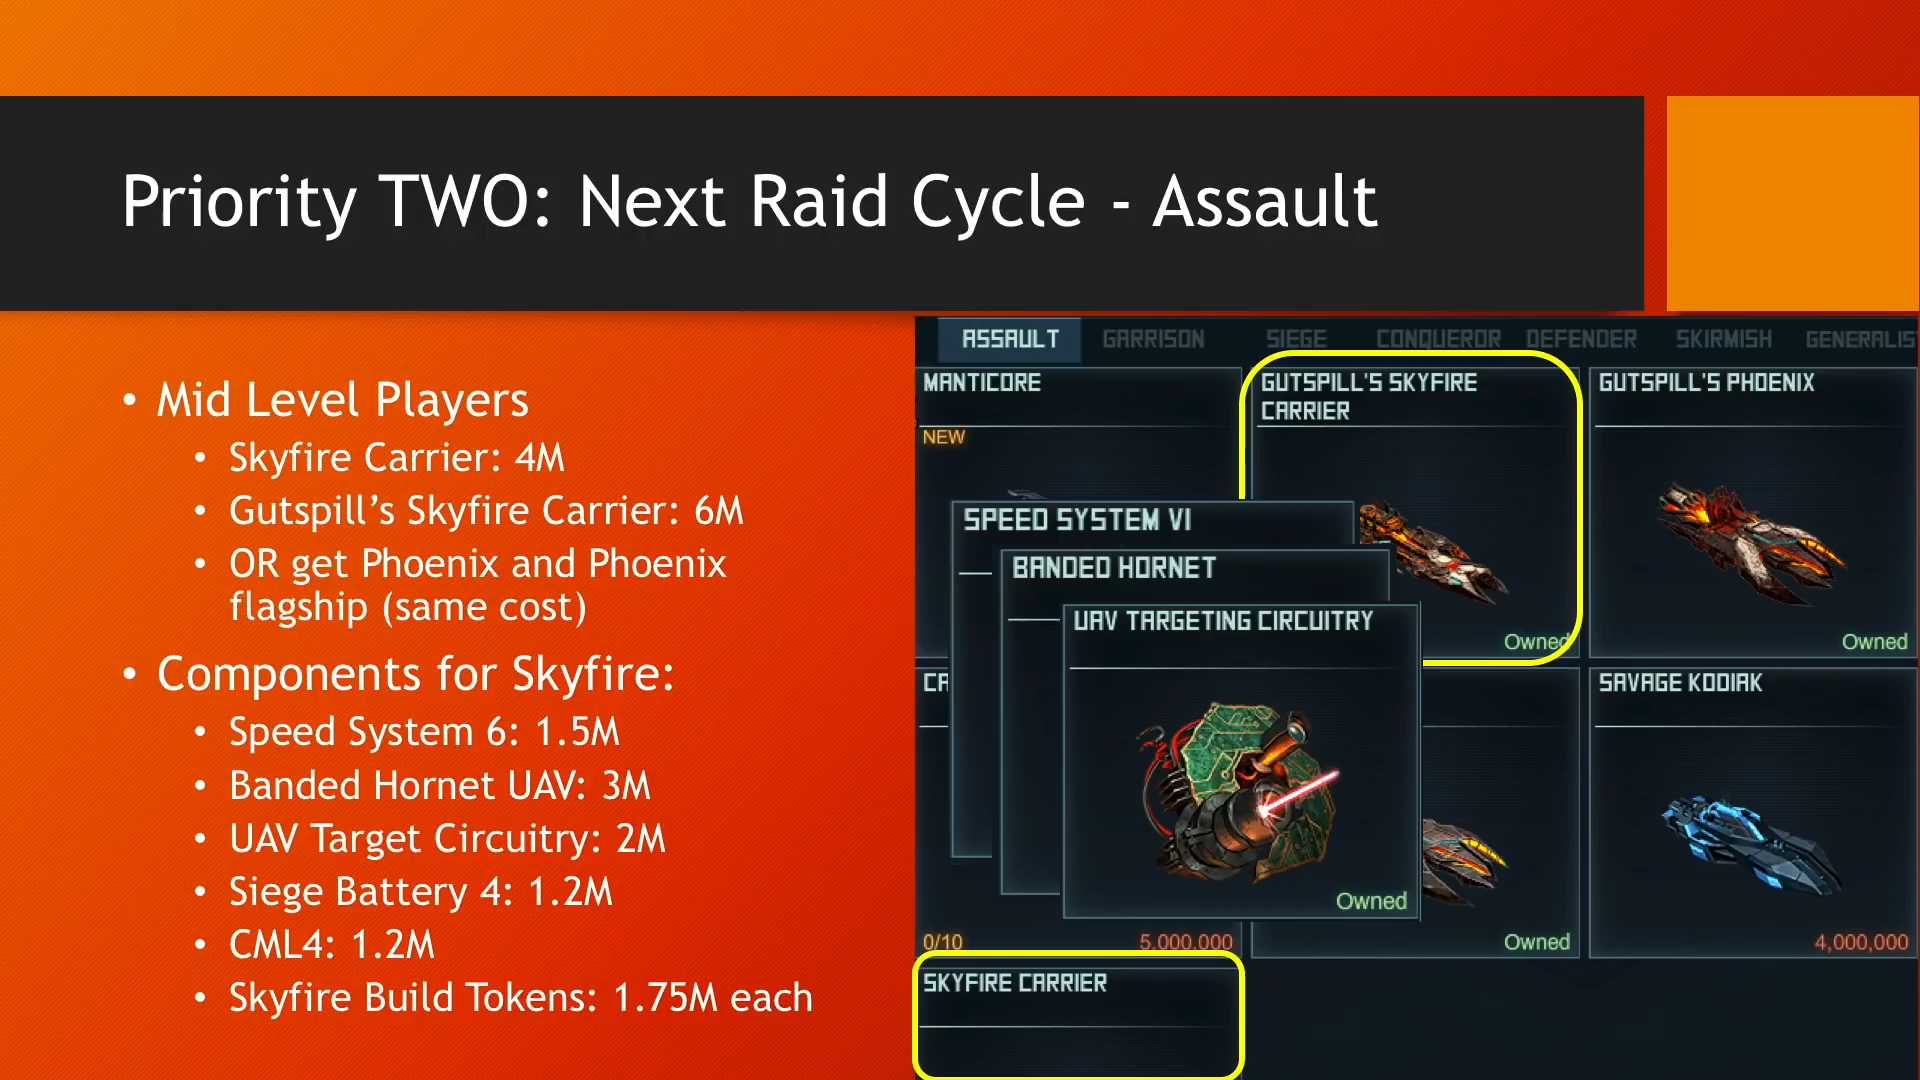 Priority TWO: Next Raid Cycle - Assault
• Mid Level Players
• Skyfire Carrier: 4M
• Gutspill’s Skyfire Carrier: 6M
• OR get Phoenix and Phoenix
flagship (same cost)
• Components for Skyfire:
• Speed System 6: 1.5M
• Banded Hornet UAV: 3M
• UAV Target Circuitry: 2M
• Siege Battery 4: 1.2M
• CML4: 1.2M
• Skyfire Build Tokens: 1.75M each
ASSAULT GARRISON SIEGE CONQUEROR DEFENDER SKIRMISH GENERALIS
MANTICORE
NEW
GUTSPILL'S SKYFIRE
CARRIER
Owned
GUTSPILL'S PHOENIX
Owned
SPEED SYSTEM VI
BANDED HORNET
UAV TARGETING CIRCUITRY
Owned
CA
0/10 5,000,000
Owned
SAVAGE KODIAK
4,000,000
SKYFIRE CARRIER